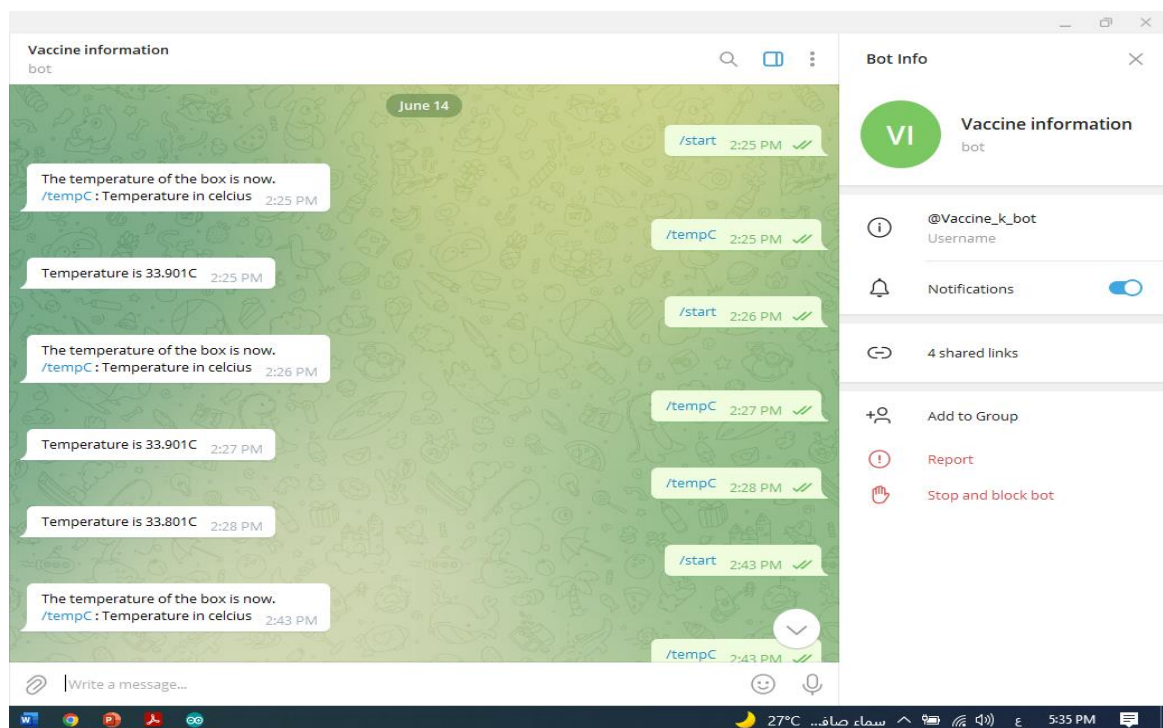 Vaccine information
bot
June 14
/start 2:25 PM
The temperature of the box is now.
/tempC : Temperature in celcius 2:25 PM
/tempC 2:25 PM
Temperature is 33.901C 2:25 PM
/start 2:26 PM
The temperature of the box is now.
/tempC : Temperature in celcius 2:26 PM
/tempC 2:27 PM
Temperature is 33.901C 2:27 PM
/tempC 2:28 PM
Temperature is 33.801C 2:28 PM
/start 2:43 PM
The temperature of the box is now.
/tempC : Temperature in celcius 2:43 PM
/tempC 2:43 PM
Write a message...
Bot Info
VI
Vaccine information
bot
@Vaccine_k_bot
Username
Notifications
4 shared links
Add to Group
Report
Stop and block bot
27°C سماء صافـ... ع 5:35 PM